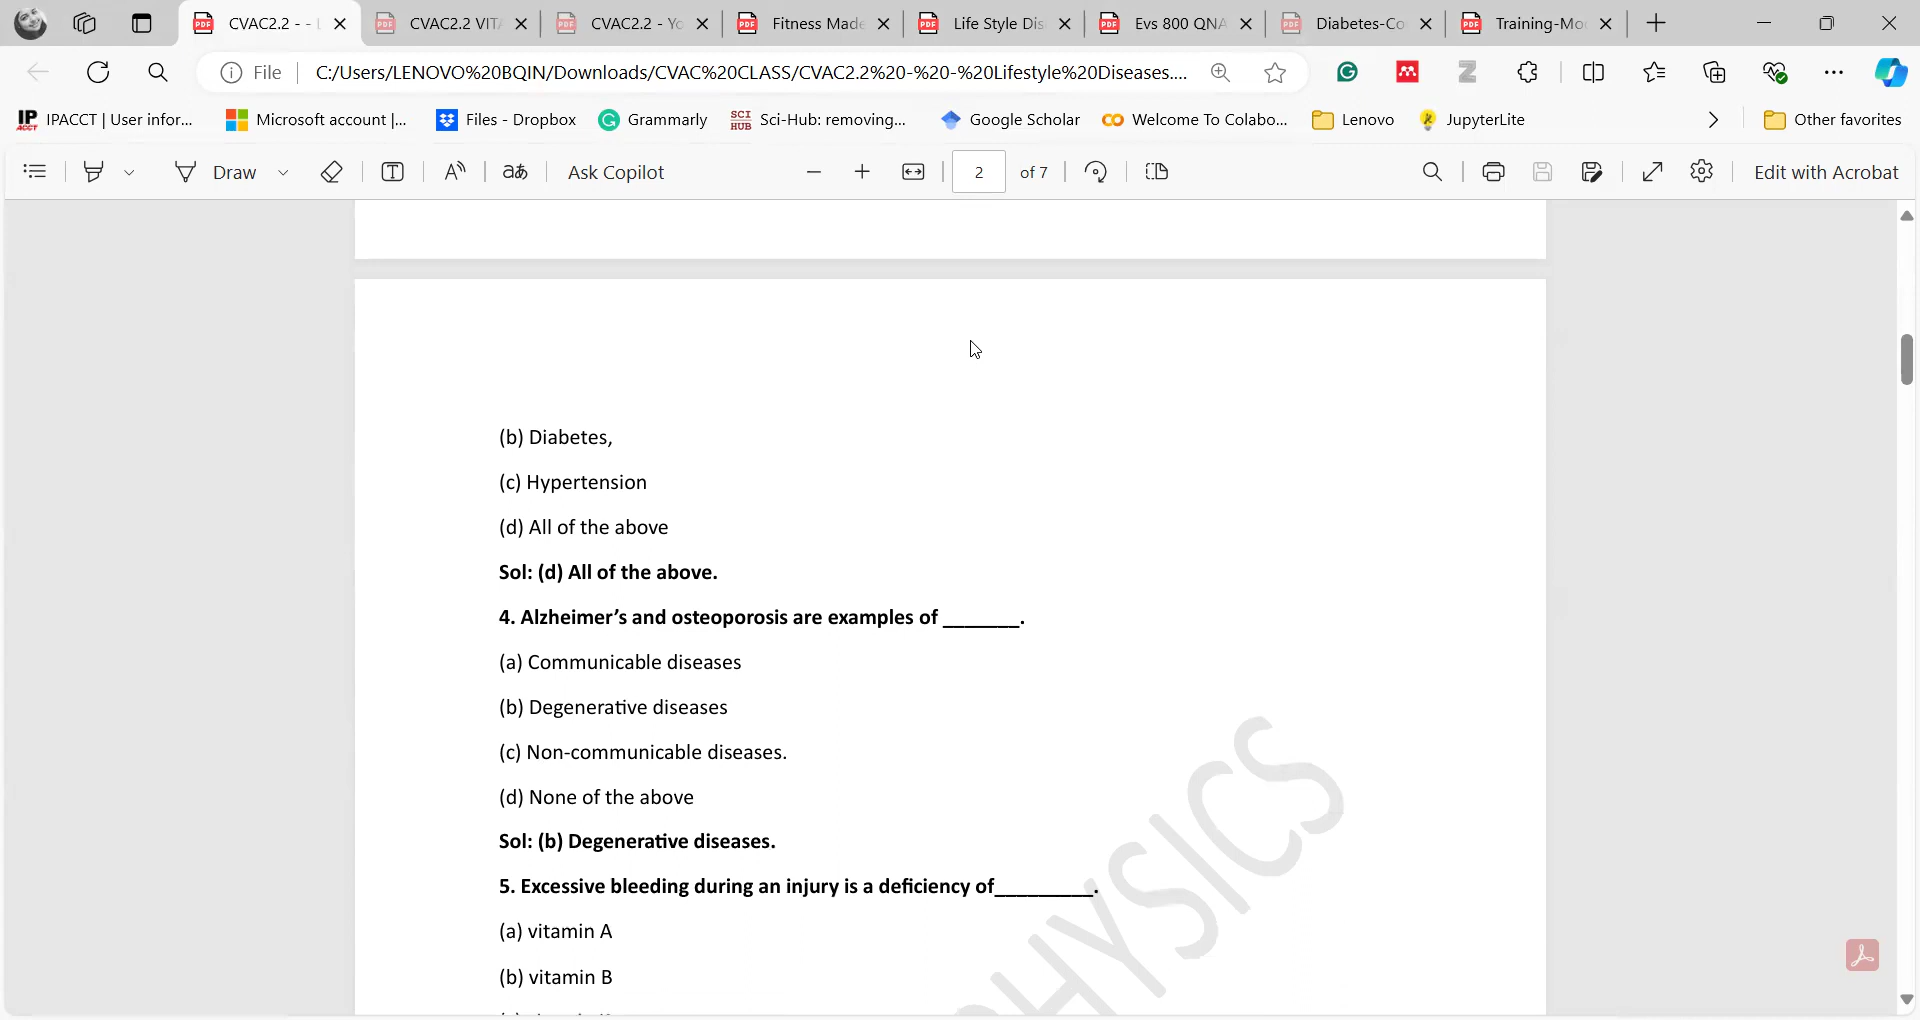 CVAC2.2 - - L
CVAC2.2 VITA
CVAC2.2 - Yo
Fitness Made
Life Style Dis
Evs 800 QNA
Diabetes-Co
Training-Mo
File
C:/Users/LENOVO%20BQIN/Downloads/CVAC%20CLASS/CVAC2.2%20-%20-%20Lifestyle%20Diseases....
IPACCT | User infor...
Microsoft account |...
Files - Dropbox
Grammarly
Sci-Hub: removing...
Google Scholar
Welcome To Colabo...
Lenovo
JupyterLite
Other favorites
Draw
Ask Copilot
2 of 7
Edit with Acrobat
(b) Diabetes,
(c) Hypertension
(d) All of the above
Sol: (d) All of the above.
4. Alzheimer’s and osteoporosis are examples of _______.
(a) Communicable diseases
(b) Degenerative diseases
(c) Non-communicable diseases.
(d) None of the above
Sol: (b) Degenerative diseases.
5. Excessive bleeding during an injury is a deficiency of_________.
(a) vitamin A
(b) vitamin B
PHYSICS